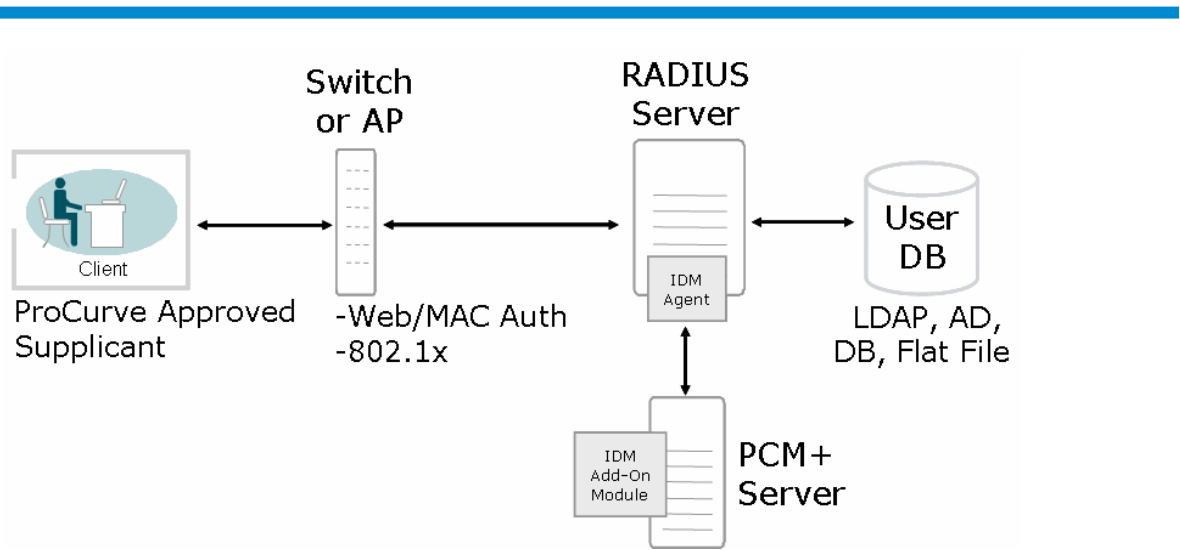 Switch
or AP
RADIUS
Server
Client
User
DB
IDM
Agent
ProCurve Approved
Supplicant
-Web/MAC Auth
-802.1x
LDAP, AD,
DB, Flat File
IDM
Add-On
Module
PCM+
Server